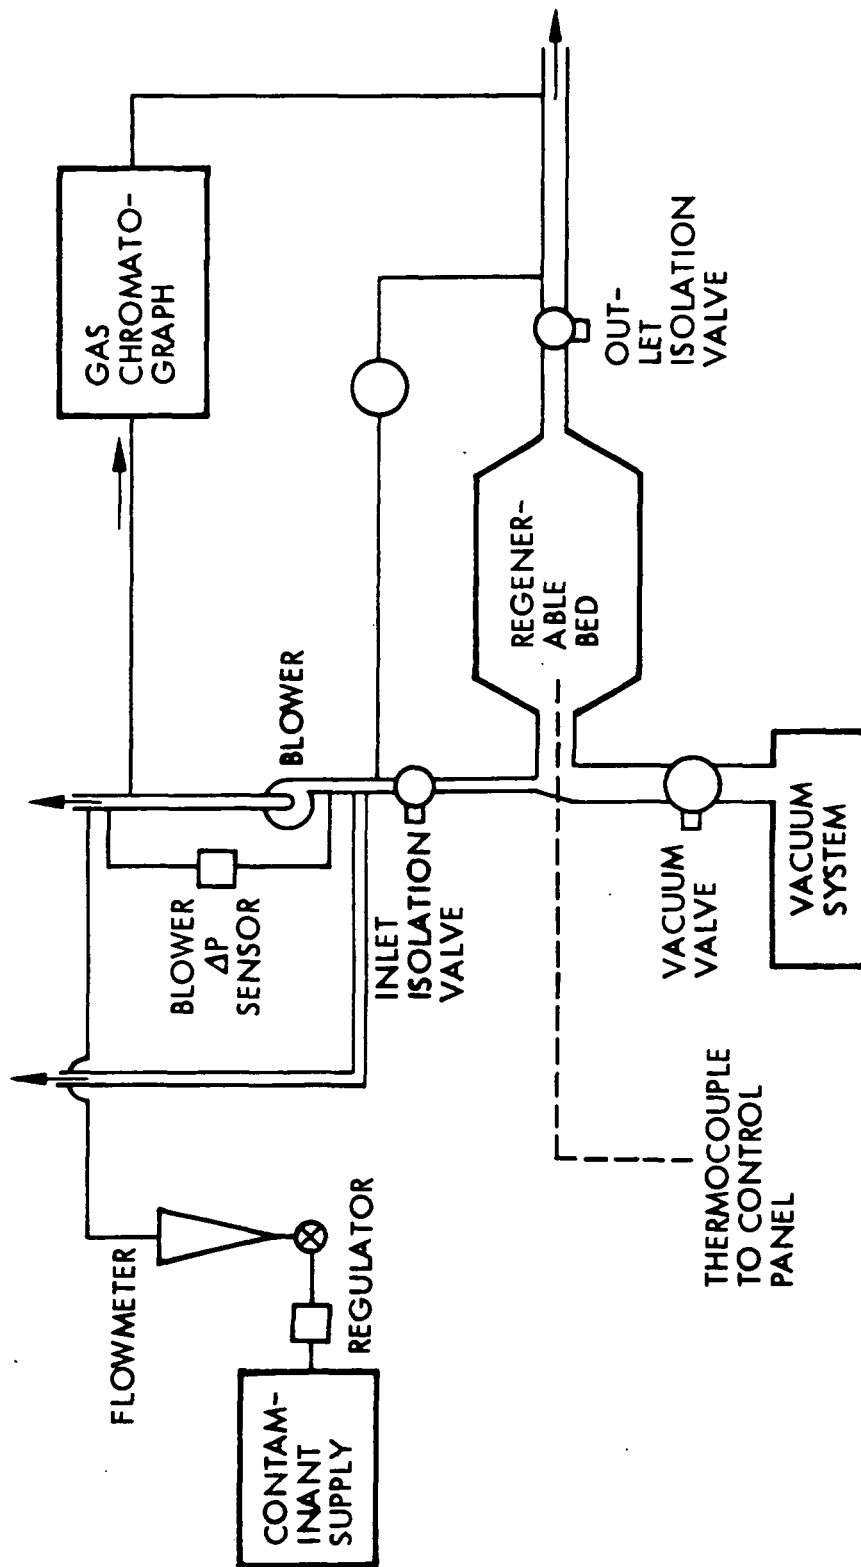 GAS
CHROMATO-
GRAPH
BLOWER
BLOWER
ΔP
SENSOR
FLOWMETER
REGULATOR
CONTAM-
INANT
SUPPLY
INLET
ISOLATION
VALVE
REGENER-
ABLE
BED
OUT-
LET
ISOLATION
VALVE
VACUUM
VALVE
VACUUM
SYSTEM
THERMOCOUPLE
TO CONTROL
PANEL